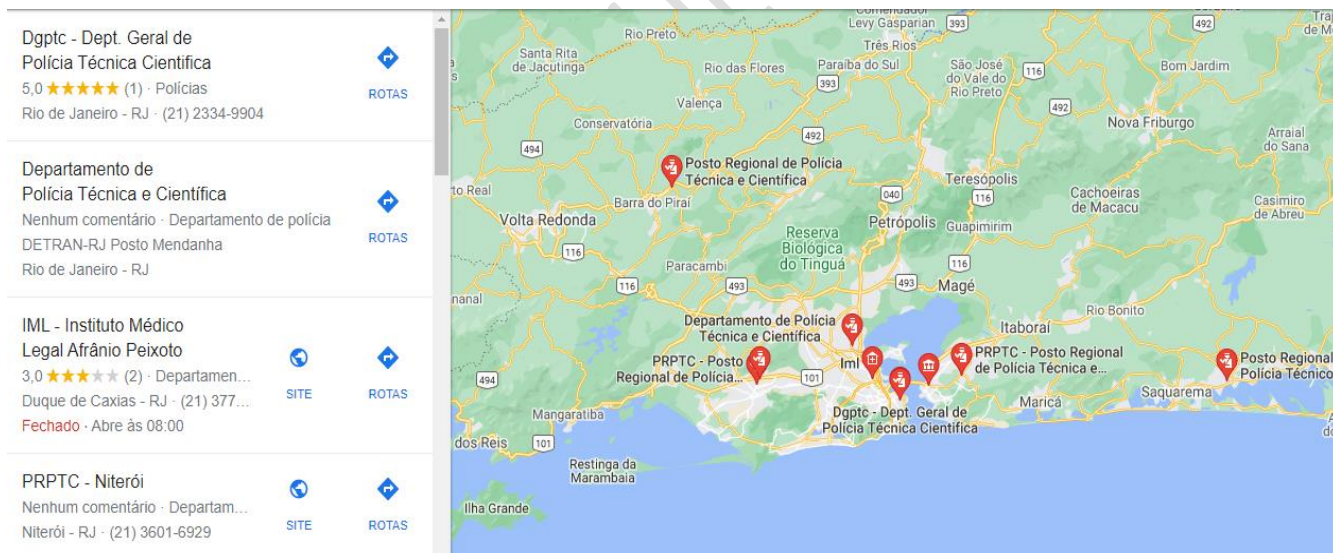 Dgptc - Dept. Geral de
Polícia Técnica Cientifica
5,0 ★★★★★ (1) · Polícias
Rio de Janeiro - RJ · (21) 2334-9904
ROTAS
Departamento de
Polícia Técnica e Científica
Nenhum comentário · Departamento de polícia
DETRAN-RJ Posto Mendanha
Rio de Janeiro - RJ
ROTAS
IML - Instituto Médico
Legal Afrânio Peixoto
3,0 ★★★★★ (2) · Departamen...
Duque de Caxias - RJ · (21) 377...
Fechado · Abre às 08:00
SITE
ROTAS
PRPTC - Niterói
Nenhum comentário · Departam...
Niterói - RJ · (21) 3601-6929
SITE
ROTAS
Levy Gasparian
393
492
Rio Preto
Três Rios
Santa Rita
de Jacutinga
Rio das Flores
Paraíba do Sul
São José
do Vale do
Rio Preto
116
Bom Jardim
393
Valença
492
Conservatória
492
Nova Friburgo
494
Arraial
do Sana
Posto Regional de Polícia
Técnica e Científica
Teresópolis
Barra do Piraí
040
116
Cachoeiras
de Macacu
Casimiro
de Abreu
Volta Redonda
Petrópolis
Guapimirim
Reserva
Biológica
do Tinguá
116
Paracambi
116
116
493
493
Magé
Rio Bonito
Departamento de Polícia
Técnica e Científica
Itaboraí
PRPTC - Posto
Regional de Polícia...
Iml
PRPTC - Posto Regional
de Polícia Técnica e...
Posto Regional
Polícia Técnico
494
101
Saquarema
Maricá
Mangaratiba
Dgptc - Dept. Geral de
Polícia Técnica Cientifica
dos Reis
101
Restinga da
Marambaia
Ilha Grande